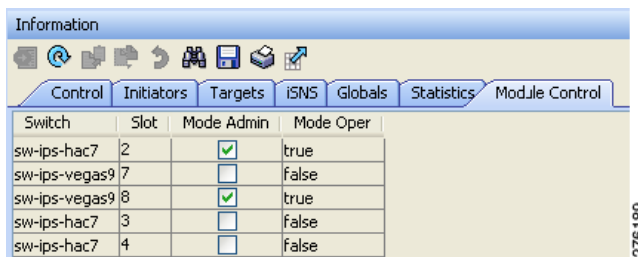 Information
Control Initiators Targets iSNS Globals Statistics Module Control
Switch Slot Mode Admin Mode Oper
sw-ips-hac7 2 true
sw-ips-vegas9 7 false
sw-ips-vegas9 8 true
sw-ips-hac7 3 false
sw-ips-hac7 4 false
276189